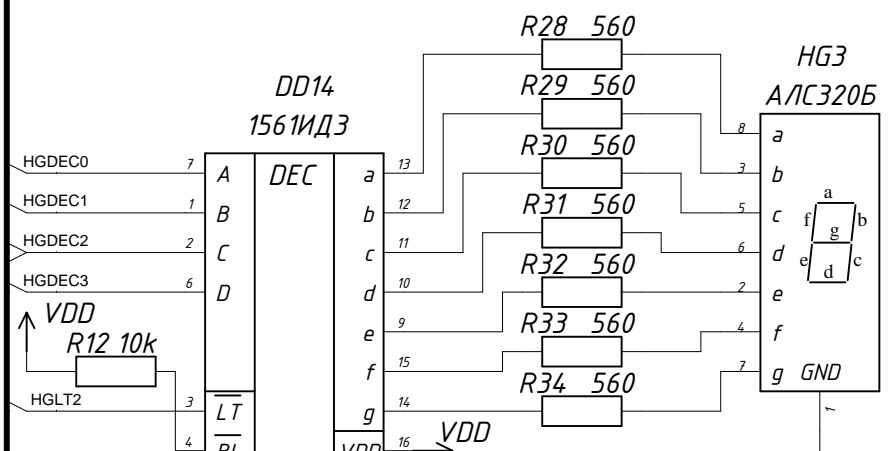 R28 560
HG3
DD14
R29 560
АЛС320Б
1561ИД3
8 a
R30 560
HGDEC0 7 A DEC a 13
3 b
a
HGDEC1 1 B b 12
R31 560
5 c
f b
g
HGDEC2 2 C c 11
6 d
e c
d
R32 560
HGDEC3 6 D d 10
2 e
VDD
e 9
R33 560
4 f
R12 10k
f 15
R34 560
7 g GND
HGLT2 3 LT g 14
1
VDD
4 BI VDD 16